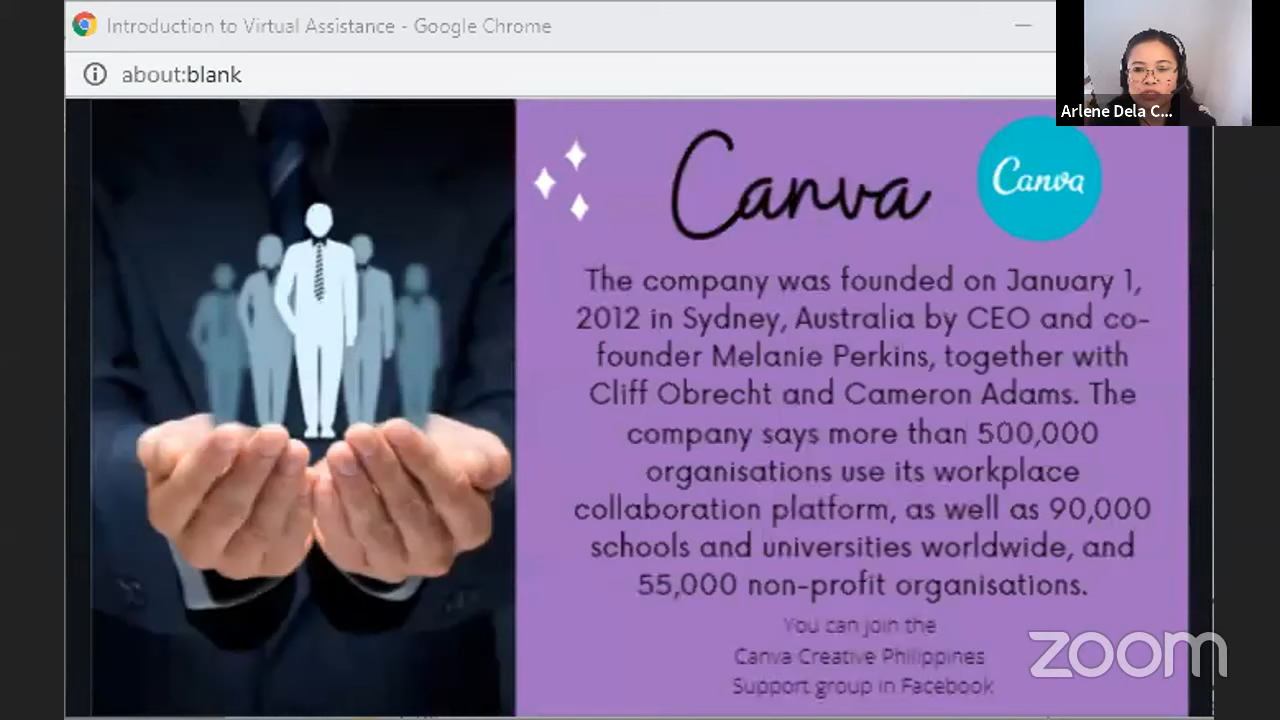 Introduction to Virtual Assistance - Google Chrome
about:blank
Arlene Dela C...
Canva
Canva
The company was founded on January 1,
2012 in Sydney, Australia by CEO and co-
founder Melanie Perkins, together with
Cliff Obrecht and Cameron Adams. The
company says more than 500,000
organisations use its workplace
collaboration platform, as well as 90,000
schools and universities worldwide, and
55,000 non-profit organisations.
You can join the
Canva Creative Philippines
Support group in Facebook
zoom